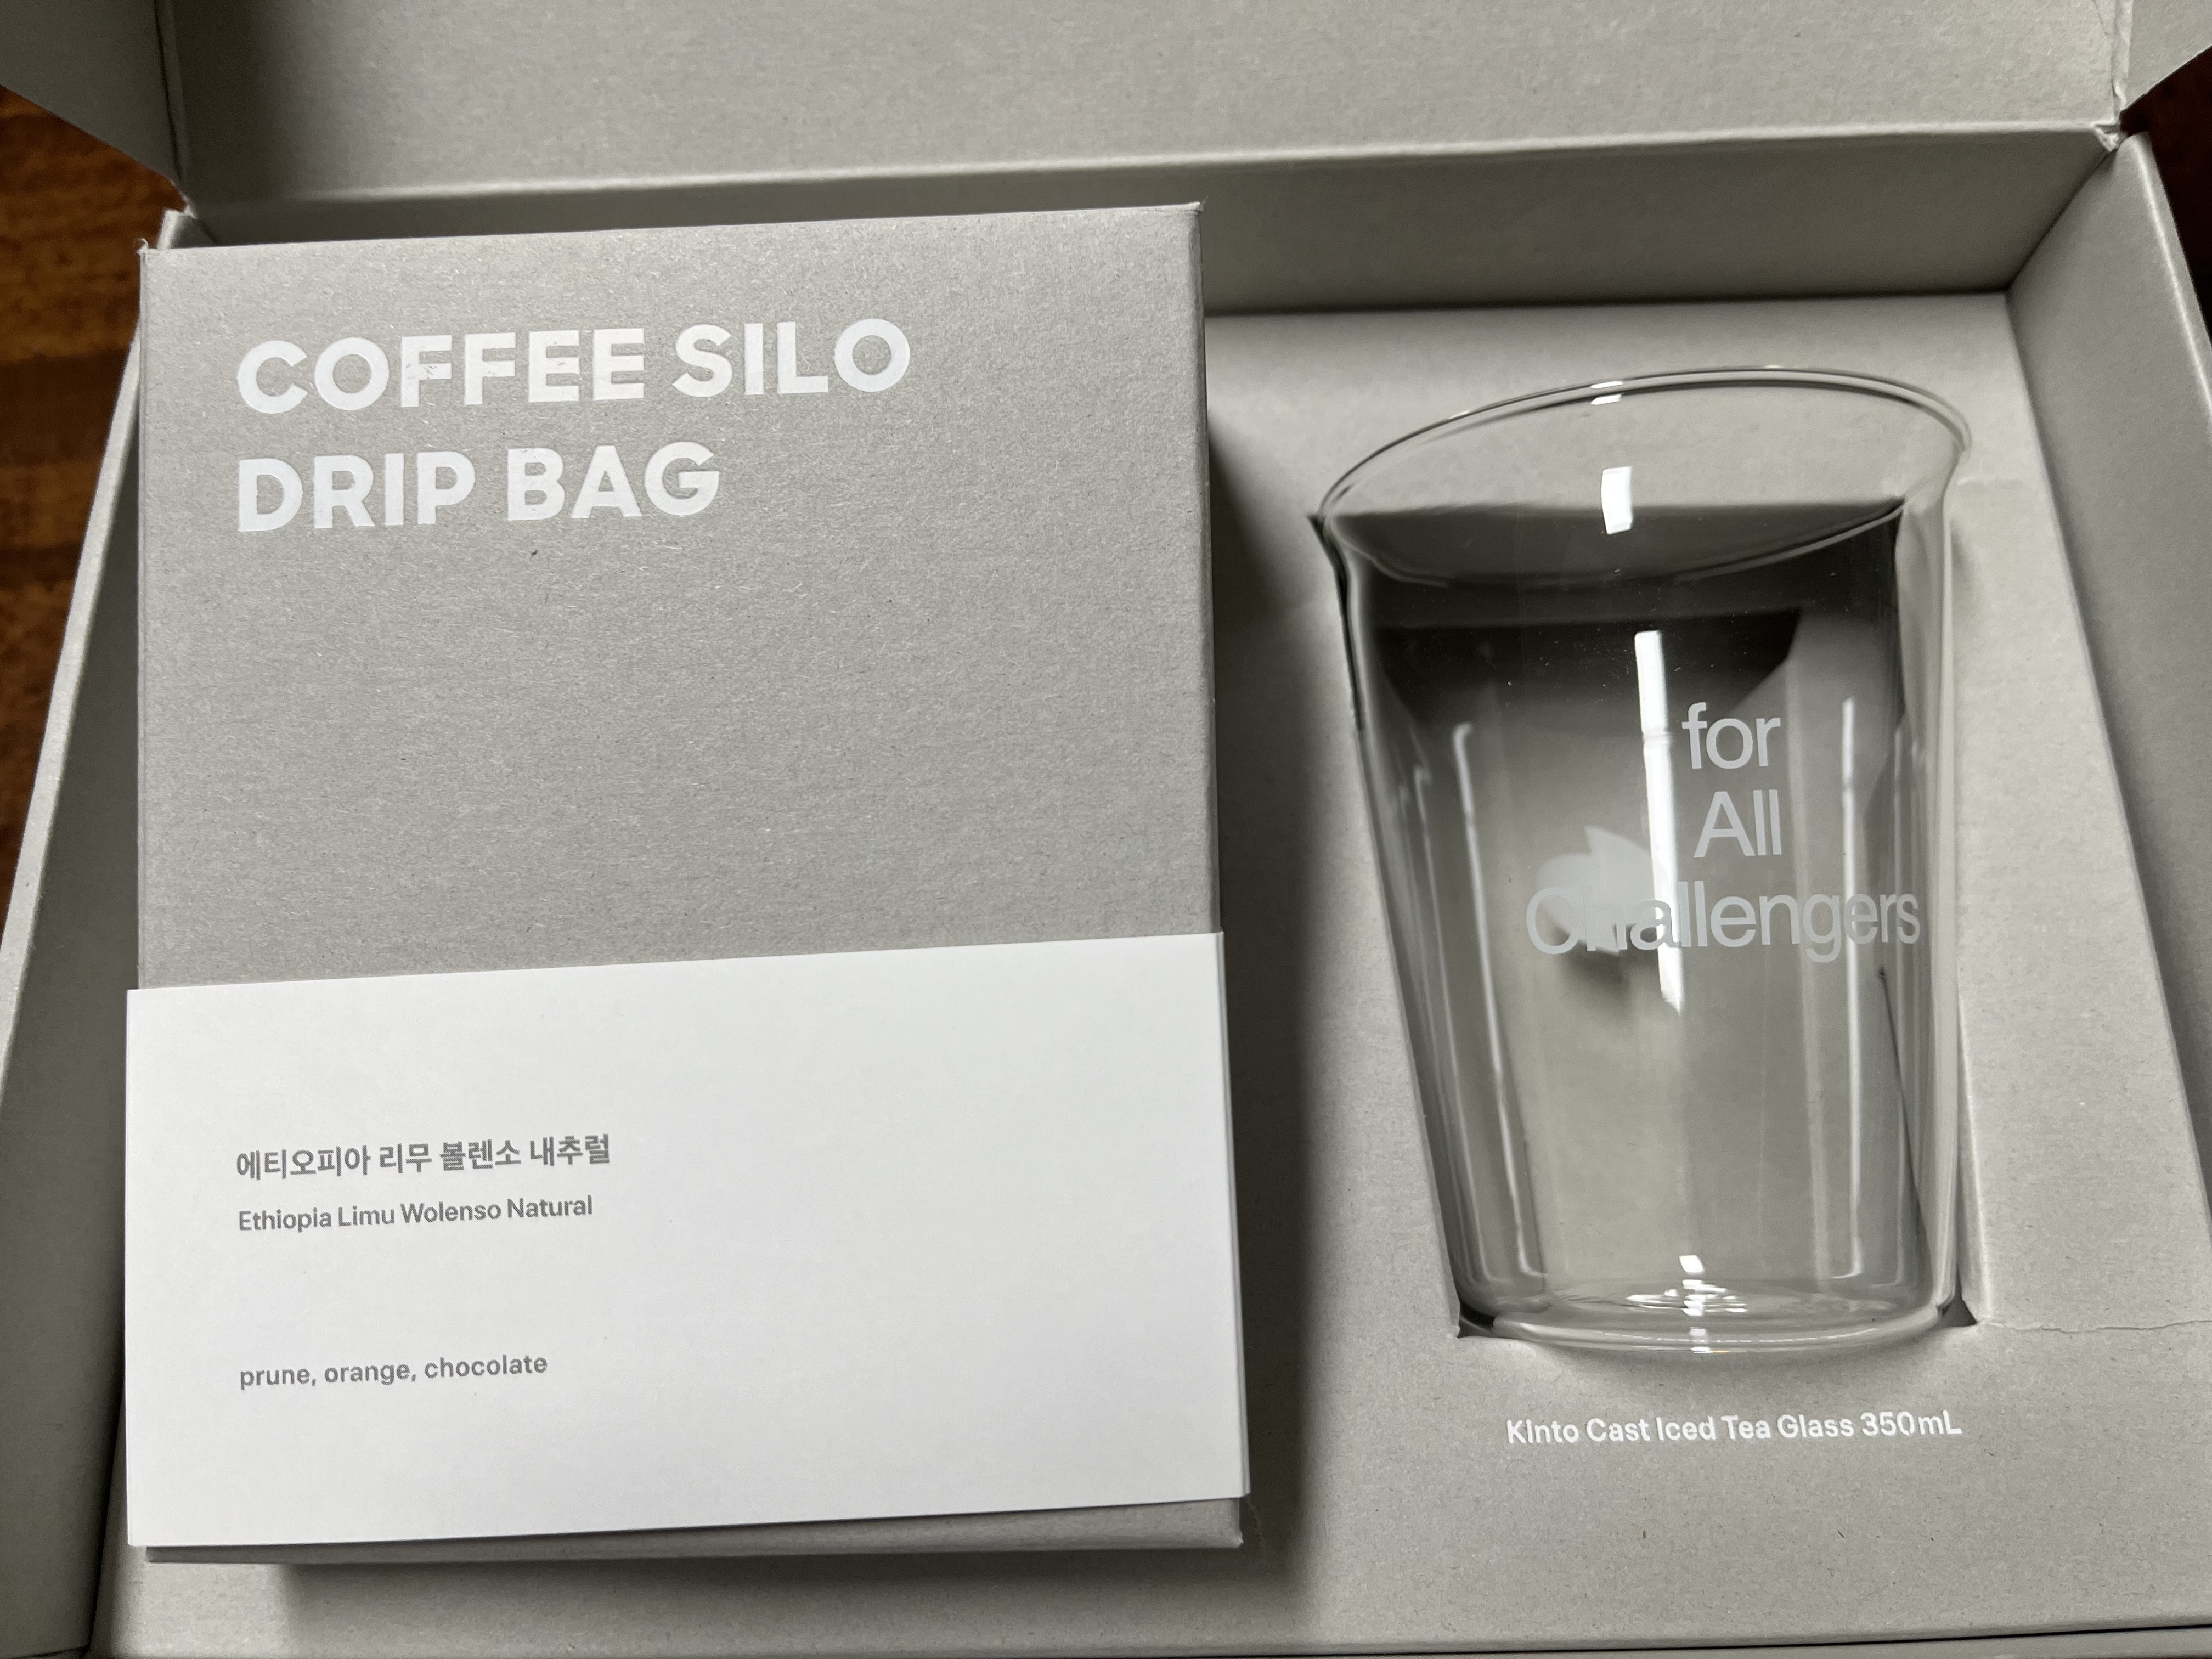 COFFEE SILO
DRIP BAG
에티오피아 리무 볼렌소 내추럴
Ethiopia Limu Wolenso Natural
prune, orange, chocolate
for
All
Challengers
Kinto Cast Iced Tea Glass 350mL